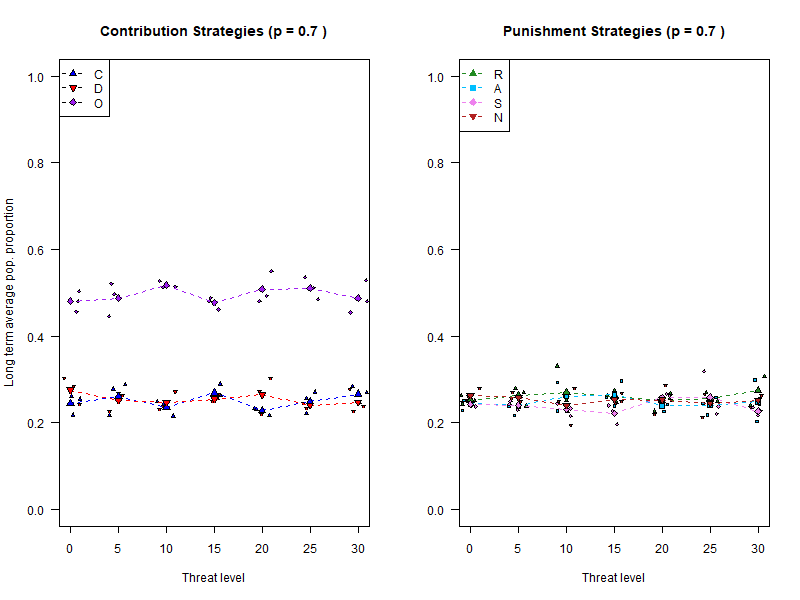 Contribution Strategies (p = 0.7 )
Long term average pop. proportion
1.0
0.8
0.6
0.4
0.2
0.0
C
D
O
0 5 10 15 20 25 30
Threat level
Punishment Strategies (p = 0.7 )
1.0
0.8
0.6
0.4
0.2
0.0
R
A
S
N
0 5 10 15 20 25 30
Threat level